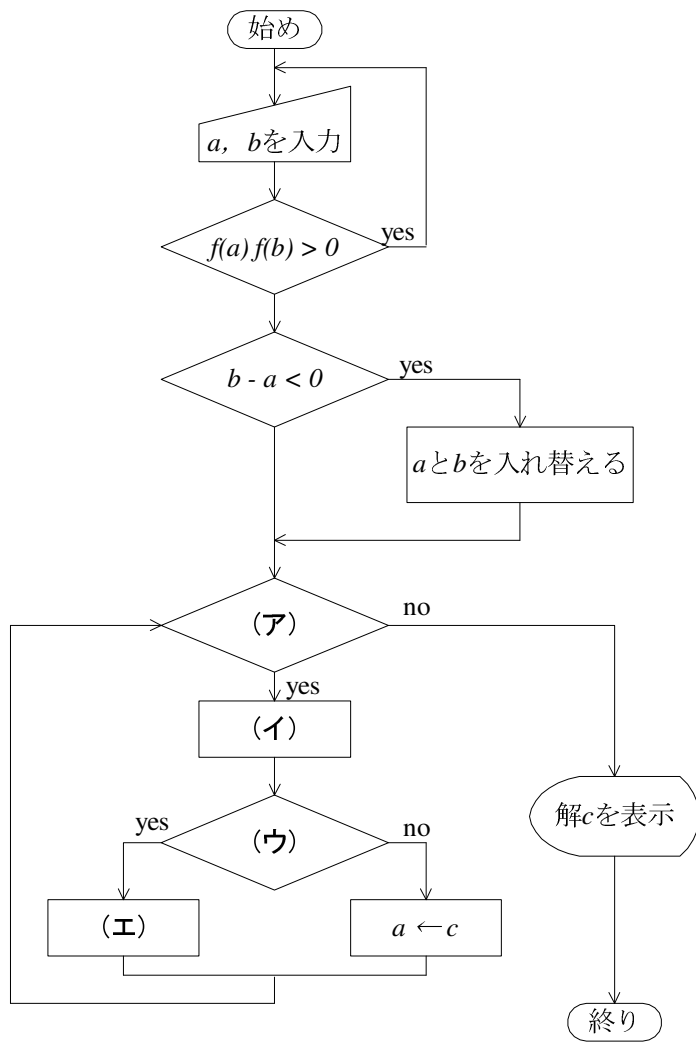 始め
a，bを入力
f(a) f(b) > 0
yes
b - a < 0
yes
aとbを入れ替える
（ア）
no
yes
（イ）
yes
（ウ）
no
解cを表示
（エ）
a ← c
終り